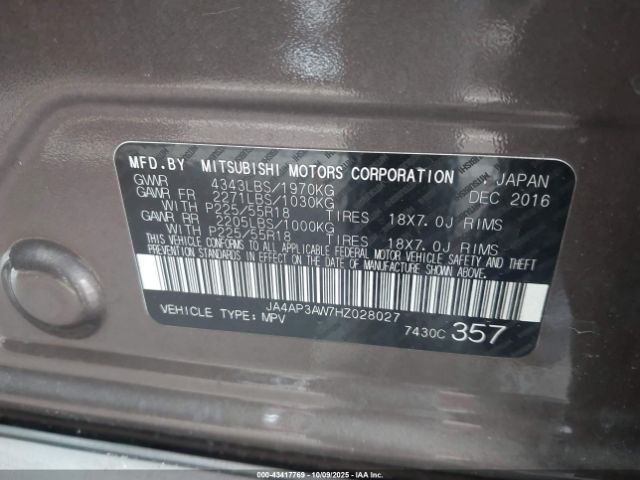 MFD.BY MITSUBISHI MOTORS CORPORATION , JAPAN
GVWR 4343LBS/1970KG DEC 2016
GAWR FR 2271LBS/1030KG
WITH P225/55R18 TIRES 18X7.0J RIMS
GAWR RR 2205LBS/1000KG
WITH P225/55R18 TIRES 18X7.0J RIMS
THIS VEHICLE CONFORMS TO ALL APPLICABLE FEDERAL MOTOR VEHICLE SAFETY AND THEFT
PREVENTION STANDARDS IN EFFECT ON THE DATE OF MANUFACTURE SHOWN ABOVE.
JA4AP3AW7HZ028027
VEHICLE TYPE:MPV 7430C 357
000-43417769 - 10/09/2025 - IAAI.COM